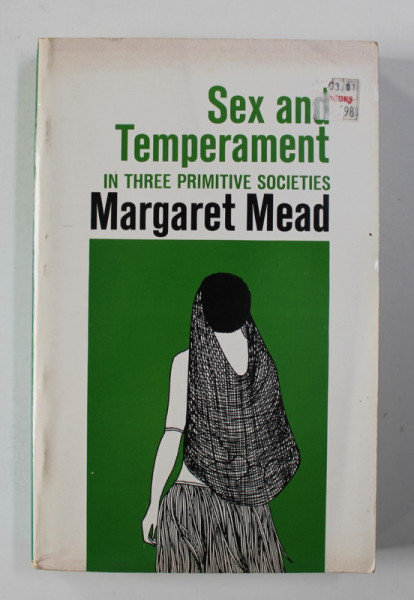 Sex and
Temperament
IN THREE PRIMITIVE SOCIETIES
Margaret Mead